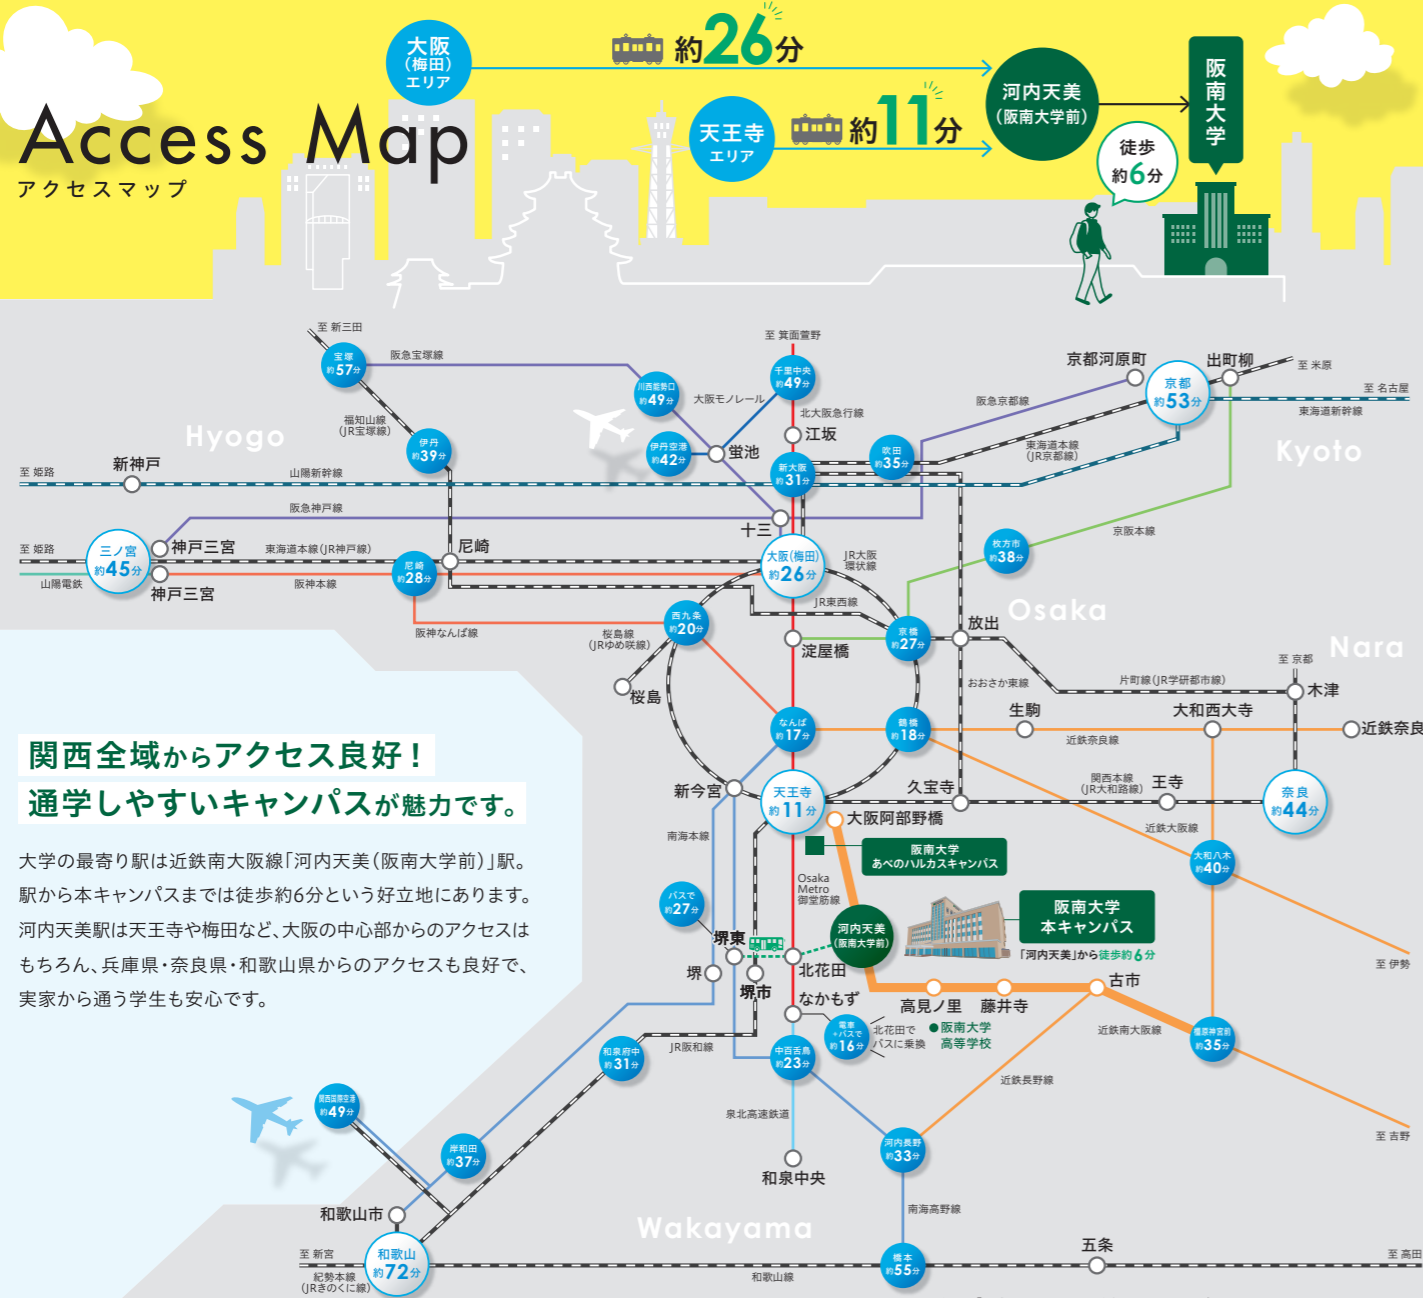 Access Map
アクセスマップ
大阪
(梅田)
エリア
約26分
天王寺
エリア
約11分
河内天美
(阪南大学前)
阪南大学
徒歩
約6分
至 新三田
宝塚
約57分
阪急宝塚線
川西能勢口
約49分
大阪モノレール
至 箕面萱野
千里中央
約49分
北大阪急行線
江坂
京都河原町
出町柳
京都
約53分
至 米原
至 名古屋
東海道新幹線
阪急京都線
東海道本線
(JR京都線)
Kyoto
Hyogo
福知山線
(JR宝塚線)
伊丹
約39分
伊丹空港
約42分
蛍池
新大阪
約31分
吹田
約35分
至 姫路
新神戸
山陽新幹線
阪急神戸線
十三
京阪本線
枚方市
約38分
至 姫路
三ノ宮
約45分
山陽電鉄
神戸三宮
神戸三宮
東海道本線(JR神戸線)
阪神本線
尼崎
約28分
尼崎
大阪(梅田)
約26分
JR大阪
環状線
JR東西線
Osaka
阪神なんば線
西九条
約20分
桜島線
(JRゆめ咲線)
桜島
淀屋橋
京橋
約27分
放出
おおさか東線
Nara
至 京都
片町線(JR学研都市線)
木津
なんば
約17分
鶴橋
約18分
生駒
近鉄奈良線
大和西大寺
近鉄奈良
関西全域からアクセス良好！
通学しやすいキャンパスが魅力です。
大学の最寄り駅は近鉄南大阪線「河内天美(阪南大学前)」駅。
駅から本キャンパスまでは徒歩約6分という好立地にあります。
河内天美駅は天王寺や梅田など、大阪の中心部からのアクセスは
もちろん、兵庫県・奈良県・和歌山県からのアクセスも良好で、
実家から通う学生も安心です。
新今宮
天王寺
約11分
久宝寺
関西本線
(JR大和路線)
王寺
奈良
約44分
南海本線
大阪阿部野橋
近鉄大阪線
阪南大学
あべのハルカスキャンパス
大和八木
約40分
Osaka
Metro
御堂筋線
バスで
約27分
河内天美
(阪南大学前)
阪南大学
本キャンパス
「河内天美」から徒歩約6分
至 伊勢
堺東
堺
堺市
北花田
なかもず
高見ノ里
藤井寺
古市
電車
+バスで
約16分
北花田で
バスに乗換
●阪南大学
高等学校
近鉄南大阪線
橿原神宮前
約35分
JR阪和線
和泉府中
約31分
中百舌鳥
約23分
近鉄長野線
関西国際空港
約49分
泉北高速鉄道
至 吉野
岸和田
約37分
河内長野
約33分
和泉中央
和歌山市
Wakayama
南海高野線
至 新宮
紀勢本線
(JRきのくに線)
和歌山
約72分
和歌山線
橋本
約55分
五条
至 高田